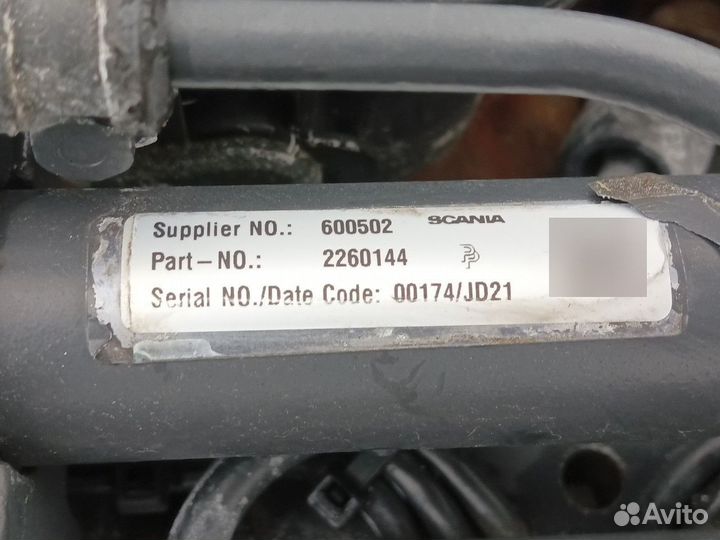 Supplier NO.: 600502 SCANIA
Part-NO.: 2260144
Serial NO./Date Code: 00174/JD21
Avito